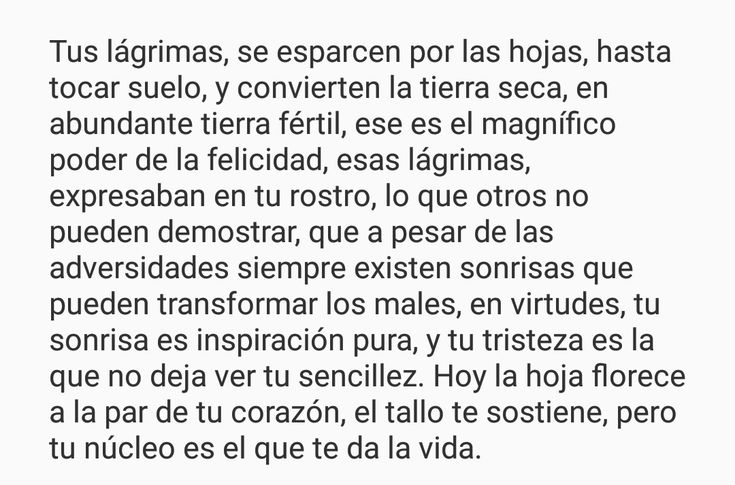 Tus lágrimas, se esparcen por las hojas, hasta
tocar suelo, y convierten la tierra seca, en
abundante tierra fértil, ese es el magnífico
poder de la felicidad, esas lágrimas,
expresaban en tu rostro, lo que otros no
pueden demostrar, que a pesar de las
adversidades siempre existen sonrisas que
pueden transformar los males, en virtudes, tu
sonrisa es inspiración pura, y tu tristeza es la
que no deja ver tu sencillez. Hoy la hoja florece
a la par de tu corazón, el tallo te sostiene, pero
tu núcleo es el que te da la vida.